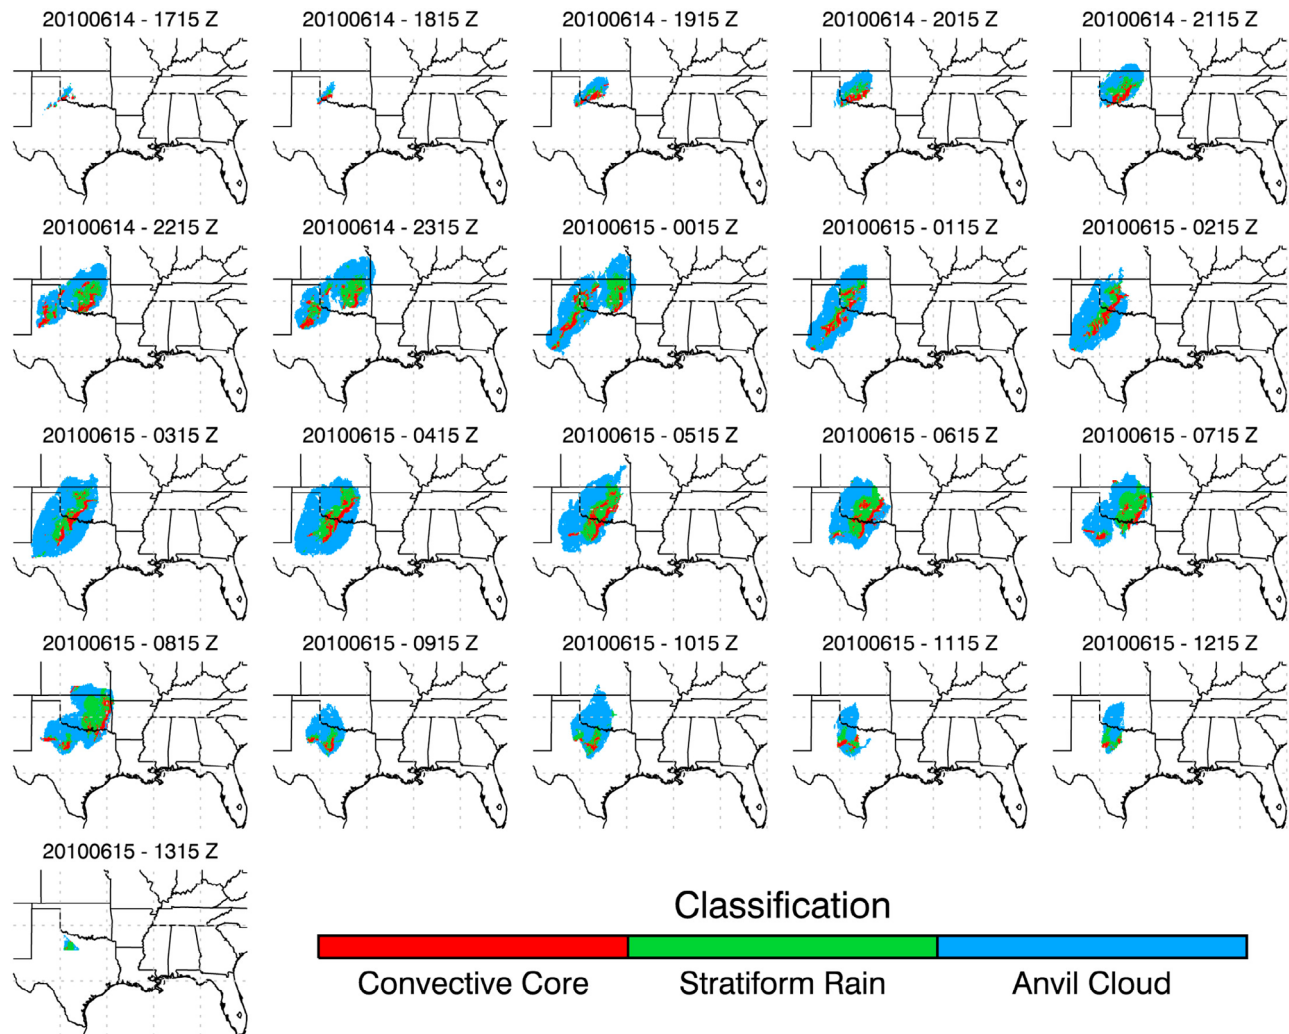 20100614 - 1715 Z
20100614 - 1815 Z
20100614 - 1915 Z
20100614 - 2015 Z
20100614 - 2115 Z
20100614 - 2215 Z
20100614 - 2315 Z
20100615 - 0015 Z
20100615 - 0115 Z
20100615 - 0215 Z
20100615 - 0315 Z
20100615 - 0415 Z
20100615 - 0515 Z
20100615 - 0615 Z
20100615 - 0715 Z
20100615 - 0815 Z
20100615 - 0915 Z
20100615 - 1015 Z
20100615 - 1115 Z
20100615 - 1215 Z
20100615 - 1315 Z
Classification
Convective Core
Stratiform Rain
Anvil Cloud